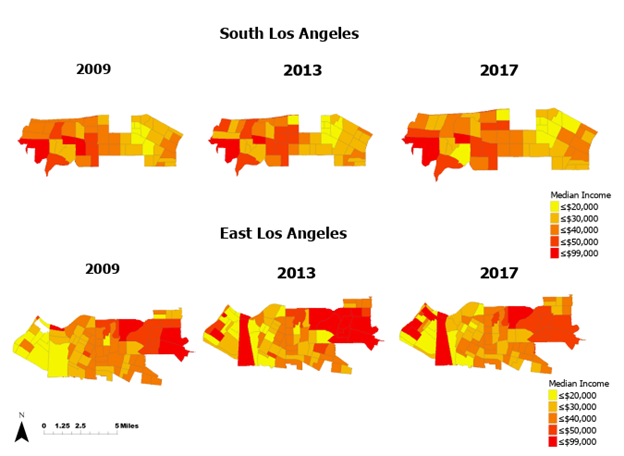 South Los Angeles
2009
2013
2017
Median Income
≤$20,000
≤$30,000
≤$40,000
≤$50,000
≤$99,000
East Los Angeles
2009
2013
2017
Median Income
≤$20,000
≤$30,000
≤$40,000
≤$50,000
≤$99,000
N
0 1.25 2.5 5 Miles